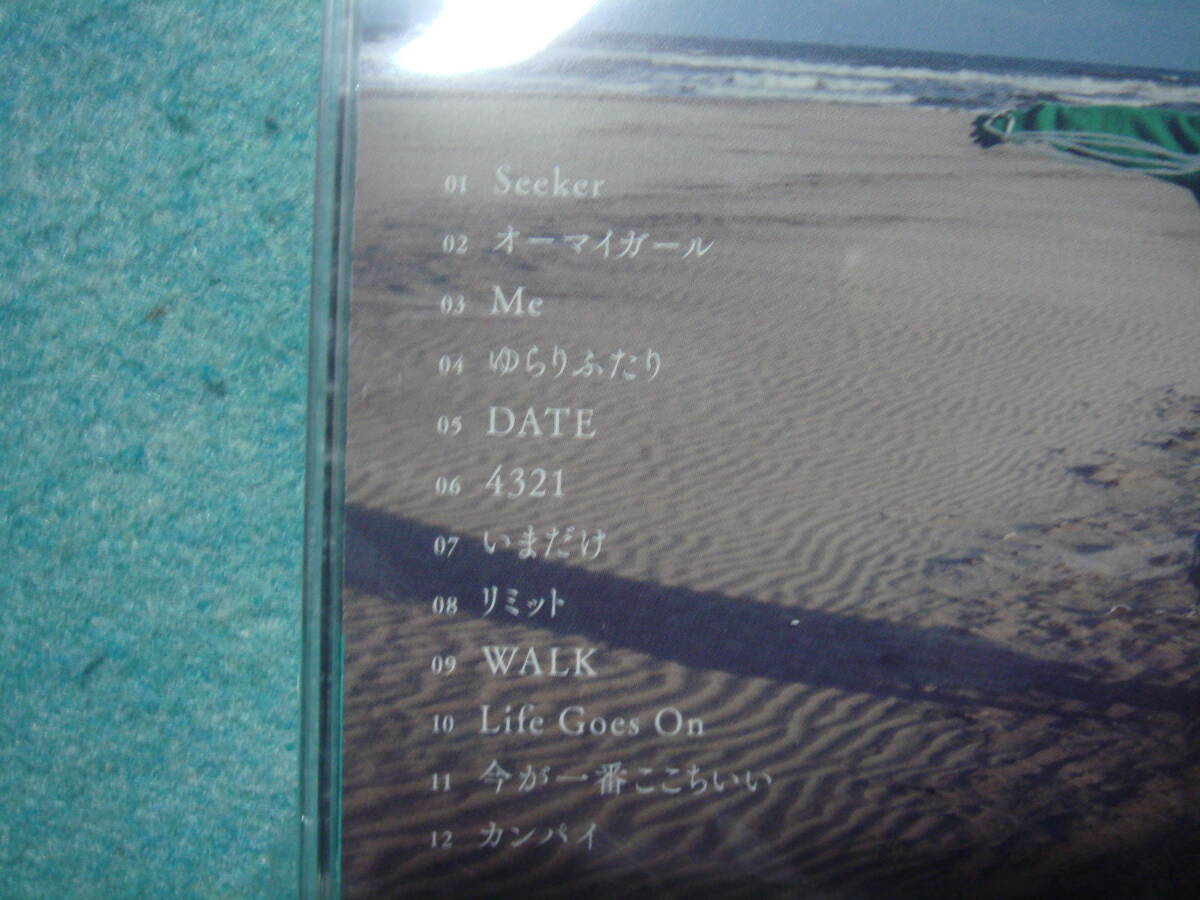 01 Seeker
02 オーマイガール
03 Me
04 ゆらりふたり
05 DATE
06 4321
07 いまだけ
08 リミット
09 WALK
10 Life Goes On
11 今が一番ここちいい
12 カンパイ